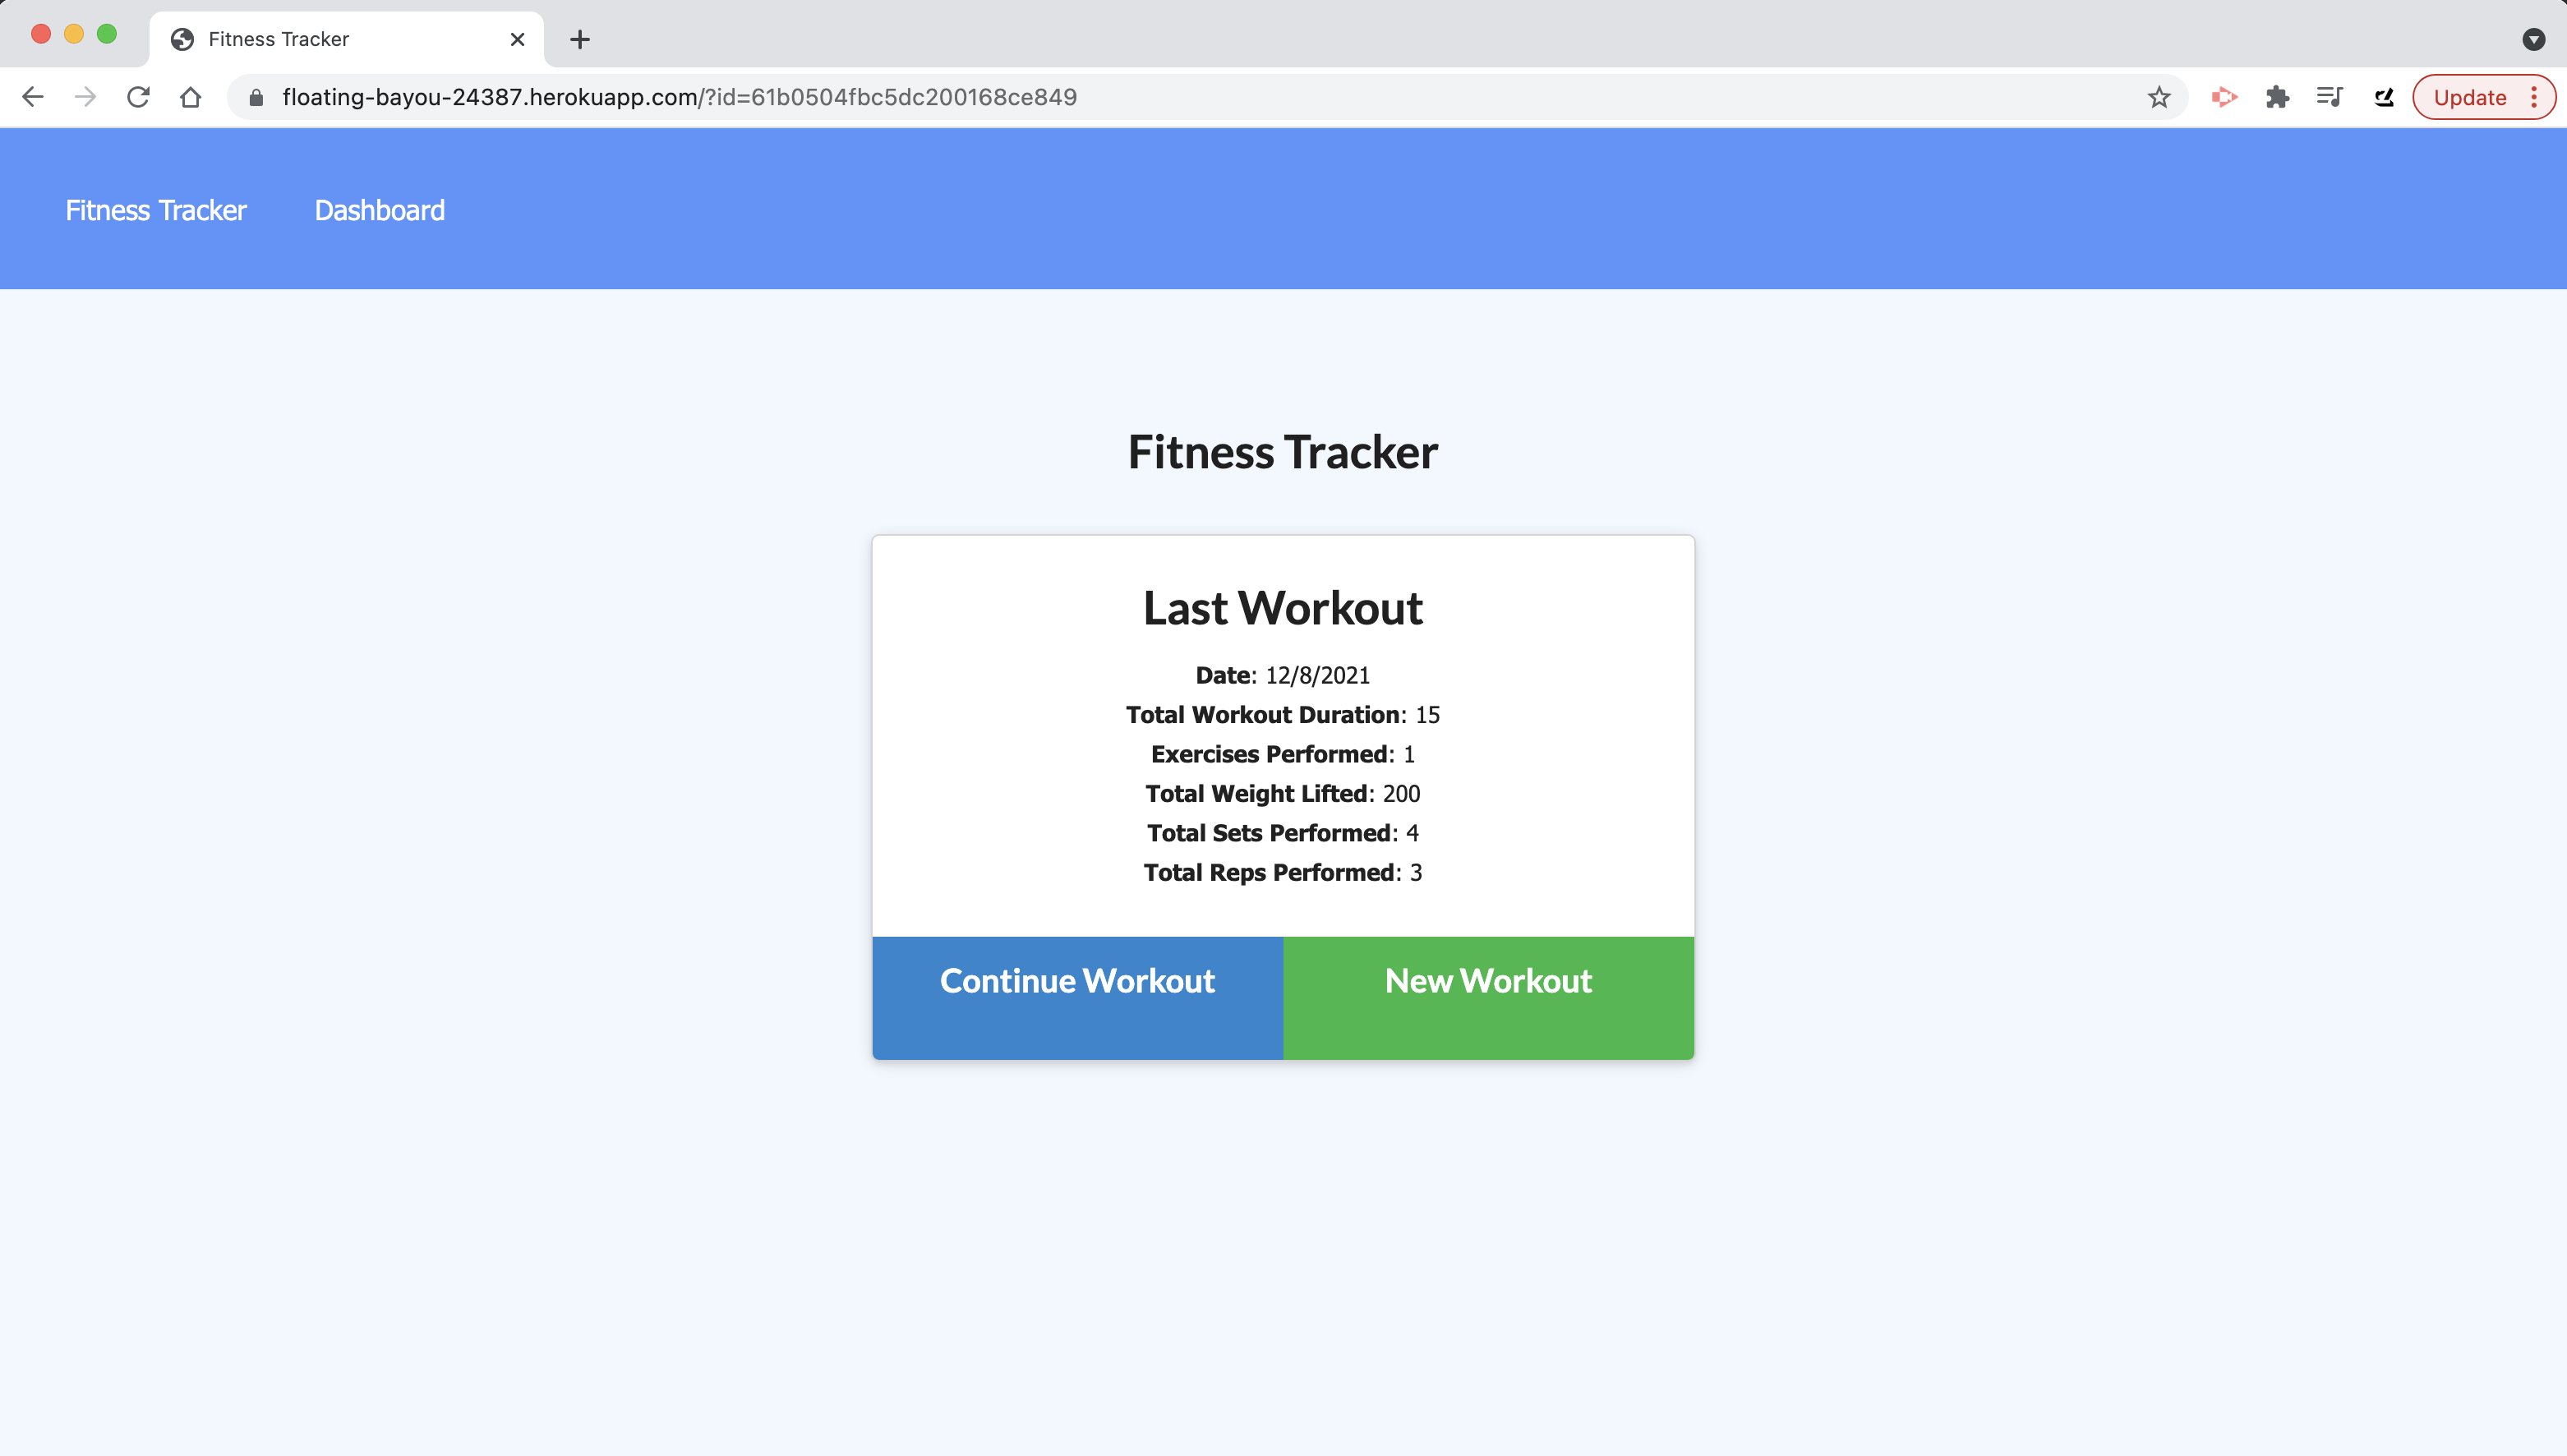 Fitness Tracker
floating-bayou-24387.herokuapp.com/?id=61b0504fbc5dc200168ce849
Update
Fitness Tracker Dashboard
Fitness Tracker
Last Workout
Date: 12/8/2021
Total Workout Duration: 15
Exercises Performed: 1
Total Weight Lifted: 200
Total Sets Performed: 4
Total Reps Performed: 3
Continue Workout New Workout